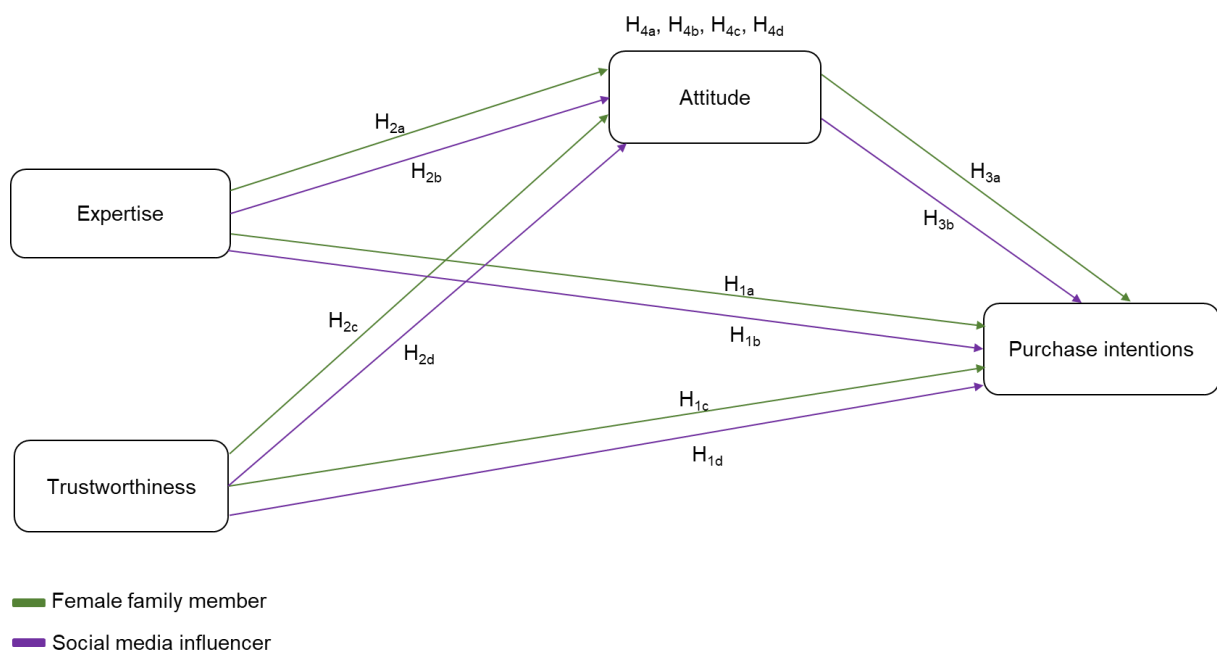 H4a, H4b, H4c, H4d
Attitude
H2a
H2b
H3a
Expertise
H3b
H1a
H2c
H1b
H2d
Purchase intentions
H1c
H1d
Trustworthiness
Female family member
Social media influencer